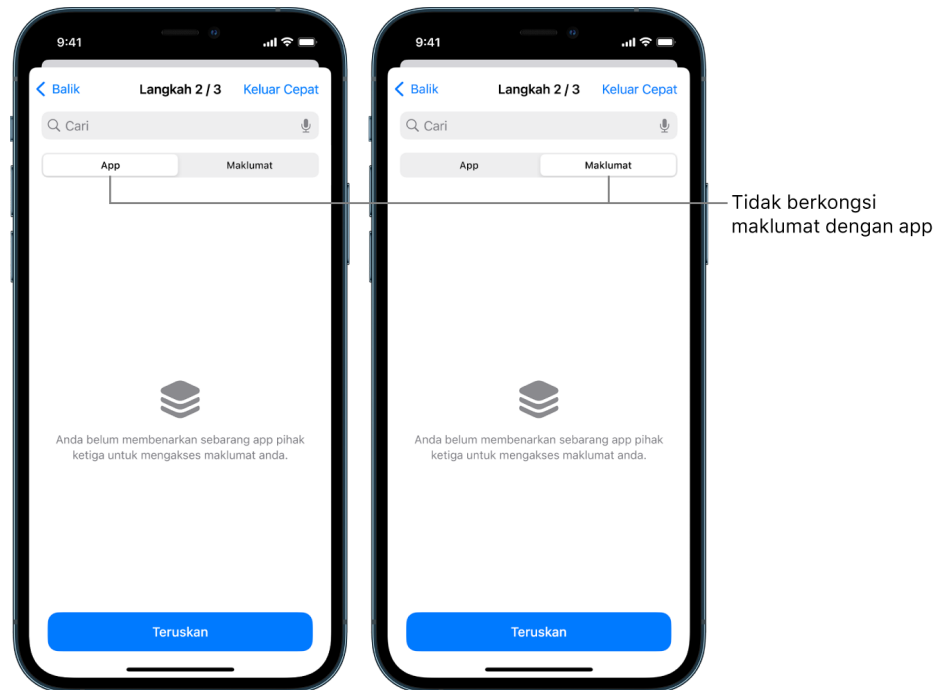 9:41
Balik
Langkah 2 / 3
Keluar Cepat
Cari
App
Maklumat
Anda belum membenarkan sebarang app pihak
ketiga untuk mengakses maklumat anda.
Teruskan
9:41
Balik
Langkah 2 / 3
Keluar Cepat
Cari
App
Maklumat
Anda belum membenarkan sebarang app pihak
ketiga untuk mengakses maklumat anda.
Teruskan
Tidak berkongsi
maklumat dengan app